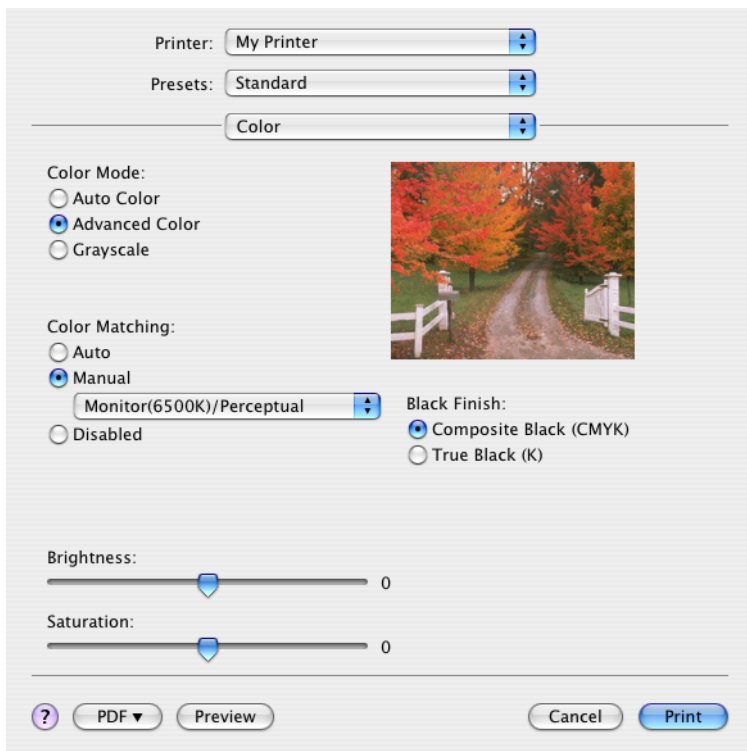 Printer: My Printer
Presets: Standard
Color
Color Mode:
Auto Color
Advanced Color
Grayscale
Color Matching:
Auto
Manual
Monitor(6500K)/Perceptual
Disabled
Black Finish:
Composite Black (CMYK)
True Black (K)
Brightness:
0
Saturation:
0
? PDF▼ Preview Cancel Print